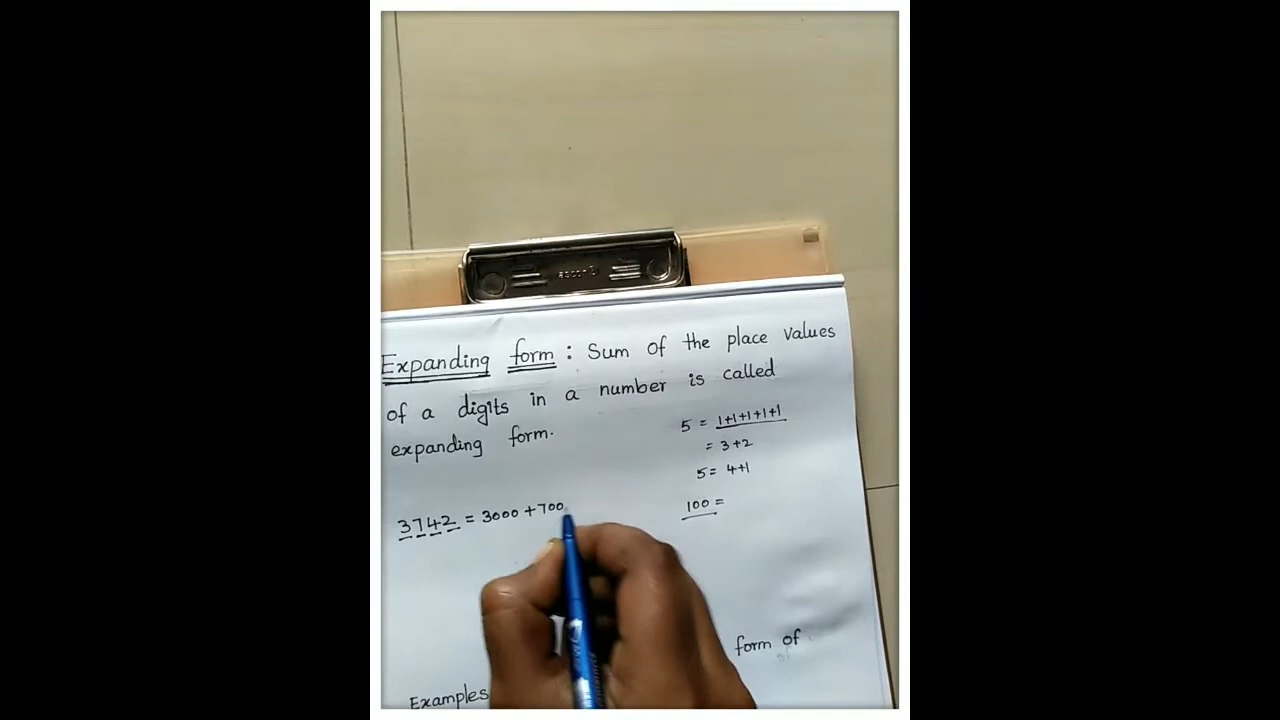 Expanding form : Sum of the place values
of a digits in a number is called
expanding form.
5 = 1+1+1+1+1
= 3+2
5 = 4+1
100 =
3742 = 3000 + 700
form of
Examples